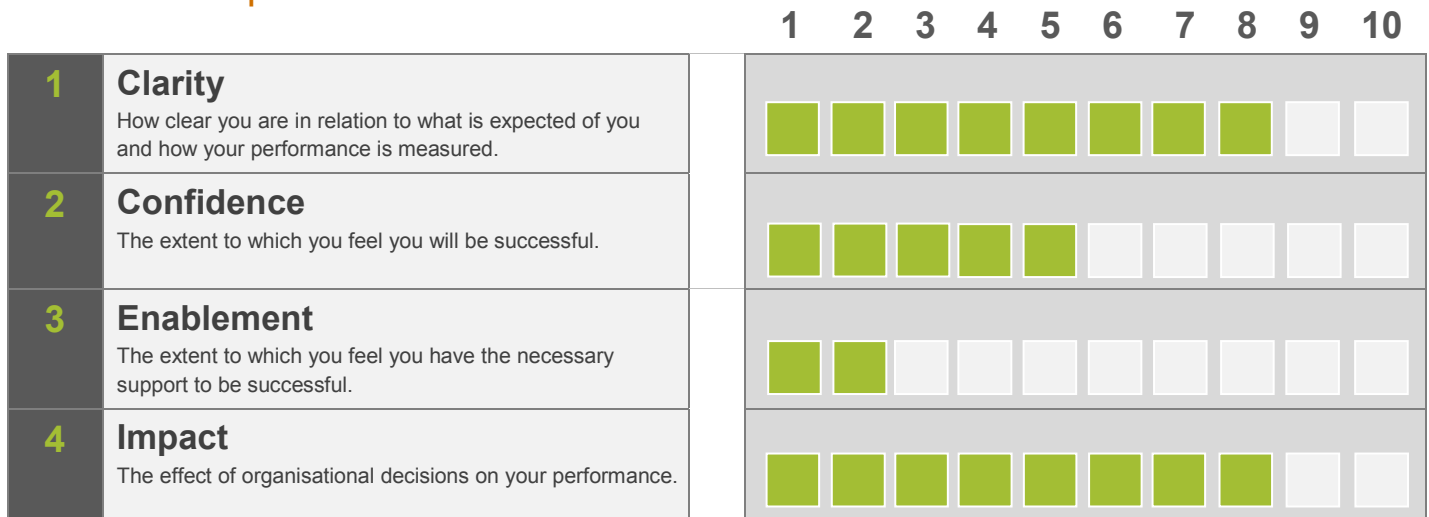 1 2 3 4 5 6 7 8 9 10
1 Clarity
How clear you are in relation to what is expected of you
and how your performance is measured.
2 Confidence
The extent to which you feel you will be successful.
3 Enablement
The extent to which you feel you have the necessary
support to be successful.
4 Impact
The effect of organisational decisions on your performance.